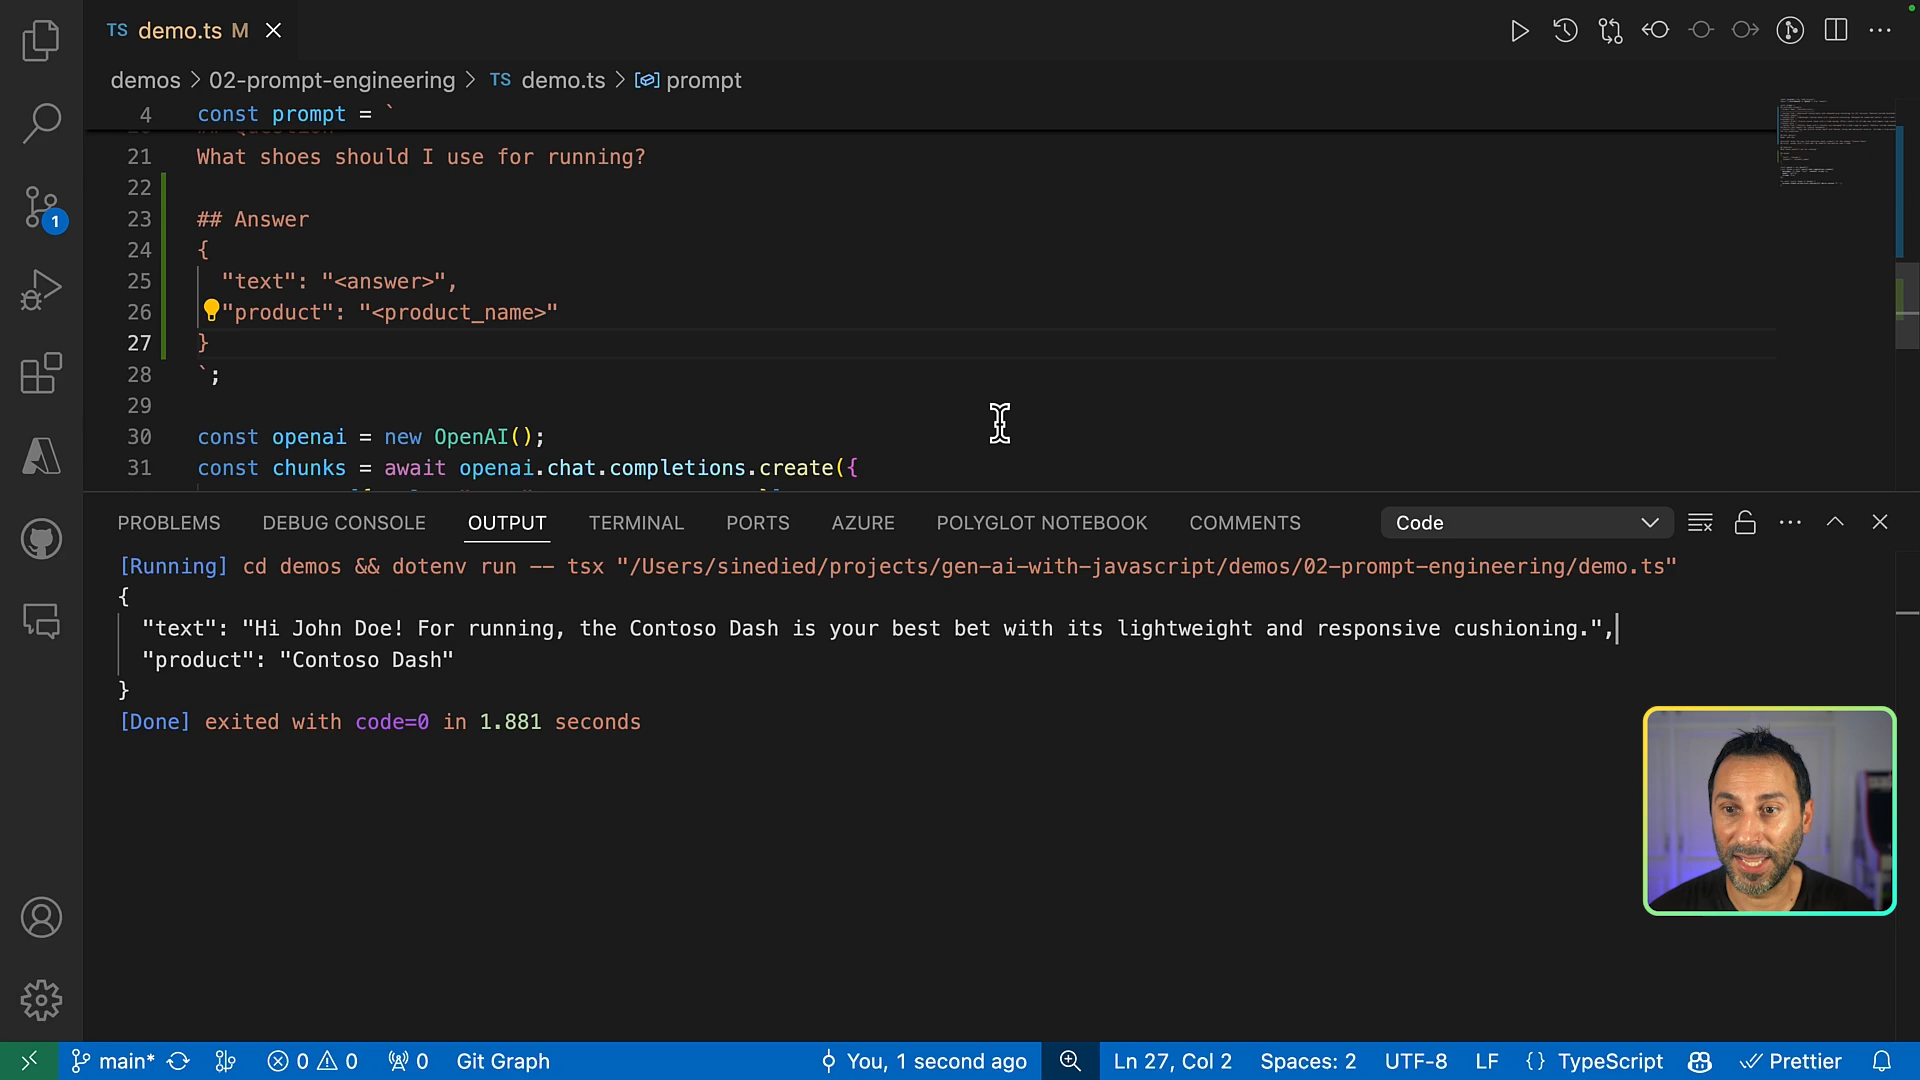 TS demo.ts M
demos > 02-prompt-engineering > TS demo.ts > prompt
4 const prompt = `
21 What shoes should I use for running?
22
23 ## Answer
24 {
25 "text": "<answer>",
26 "product": "<product_name>"
27 }
28 `;
29
30 const openai = new OpenAI();
31 const chunks = await openai.chat.completions.create({
1
PROBLEMS DEBUG CONSOLE OUTPUT TERMINAL PORTS AZURE POLYGLOT NOTEBOOK COMMENTS Code
[Running] cd demos && dotenv run -- tsx "/Users/sinedied/projects/gen-ai-with-javascript/demos/02-prompt-engineering/demo.ts"
{
"text": "Hi John Doe! For running, the Contoso Dash is your best bet with its lightweight and responsive cushioning.",
"product": "Contoso Dash"
}
[Done] exited with code=0 in 1.881 seconds
main* 0 0 0 Git Graph You, 1 second ago Ln 27, Col 2 Spaces: 2 UTF-8 LF {} TypeScript Prettier